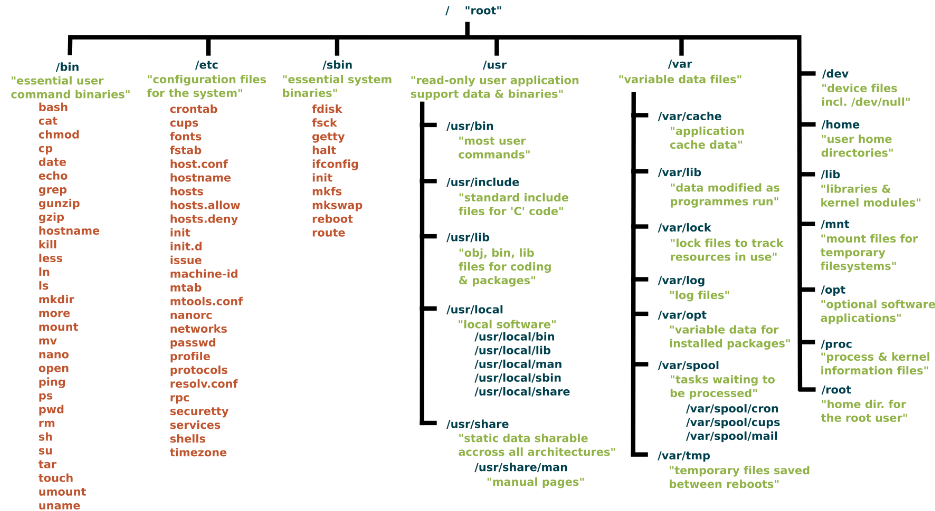 / "root"
/bin
"essential user
command binaries"
bash
cat
chmod
cp
date
echo
grep
gunzip
gzip
hostname
kill
less
ln
ls
mkdir
more
mount
mv
nano
open
ping
ps
pwd
rm
sh
su
tar
touch
umount
uname
/etc
"configuration files
for the system"
crontab
cups
fonts
fstab
host.conf
hostname
hosts
hosts.allow
hosts.deny
init
init.d
issue
machine-id
mtab
mtools.conf
nanorc
networks
passwd
profile
protocols
resolv.conf
rpc
securetty
services
shells
timezone
/sbin
"essential system
binaries"
fdisk
fsck
getty
halt
ifconfig
init
mkfs
mkswap
reboot
route
/usr
"read-only user application
support data & binaries"
/usr/bin
"most user
commands"
/usr/include
"standard include
files for 'C' code"
/usr/lib
"obj, bin, lib
files for coding
& packages"
/usr/local
"local software"
/usr/local/bin
/usr/local/lib
/usr/local/man
/usr/local/sbin
/usr/local/share
/usr/share
"static data sharable
accross all architectures"
/usr/share/man
"manual pages"
/var
"variable data files"
/var/cache
"application
cache data"
/var/lib
"data modified as
programmes run"
/var/lock
"lock files to track
resources in use"
/var/log
"log files"
/var/opt
"variable data for
installed packages"
/var/spool
"tasks waiting to
be processed"
/var/spool/cron
/var/spool/cups
/var/spool/mail
/var/tmp
"temporary files saved
between reboots"
/dev
"device files
incl. /dev/null"
/home
"user home
directories"
/lib
"libraries &
kernel modules"
/mnt
"mount files for
temporary
filesystems"
/opt
"optional software
applications"
/proc
"process & kernel
information files"
/root
"home dir. for
the root user"